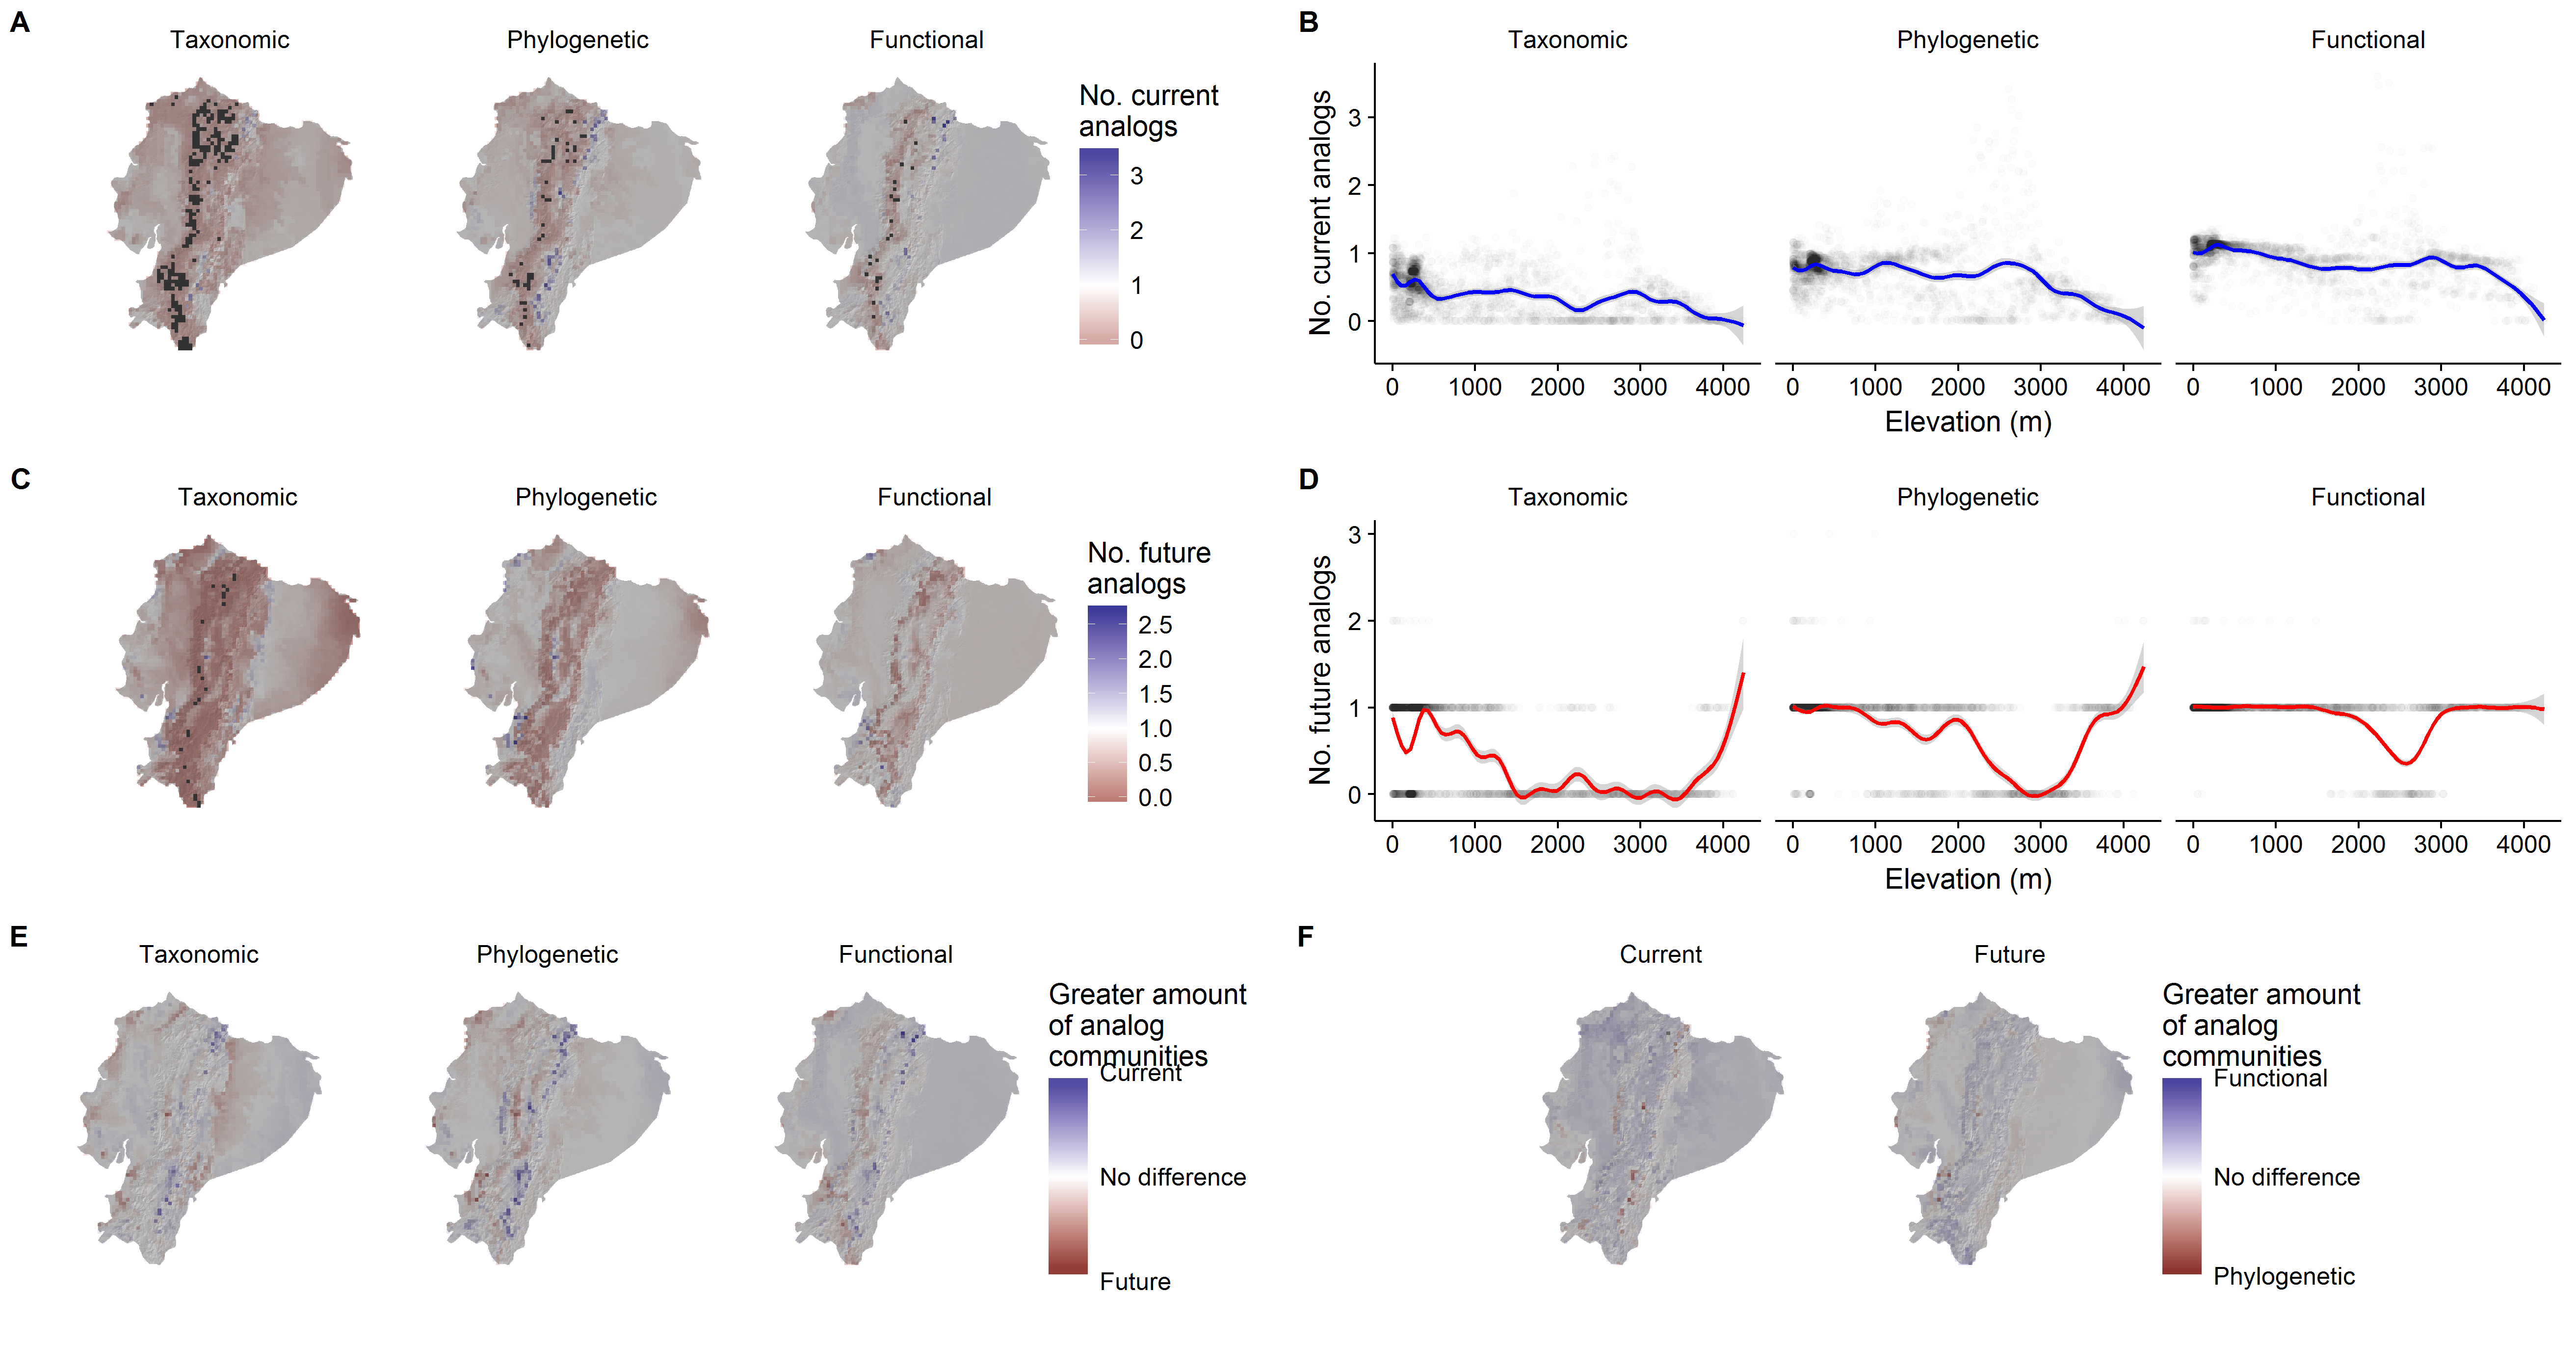 A
Taxonomic
Phylogenetic
Functional
No. current
analogs
3
2
1
0
B
Taxonomic
Phylogenetic
Functional
No. current analogs
3
2
1
0
0 1000 2000 3000 4000
0 1000 2000 3000 4000
0 1000 2000 3000 4000
Elevation (m)
C
Taxonomic
Phylogenetic
Functional
No. future
analogs
2.5
2.0
1.5
1.0
0.5
0.0
D
Taxonomic
Phylogenetic
Functional
No. future analogs
3
2
1
0
0 1000 2000 3000 4000
0 1000 2000 3000 4000
0 1000 2000 3000 4000
Elevation (m)
E
Taxonomic
Phylogenetic
Functional
Greater amount
of analog
communities
Current
No difference
Future
F
Current
Future
Greater amount
of analog
communities
Functional
No difference
Phylogenetic